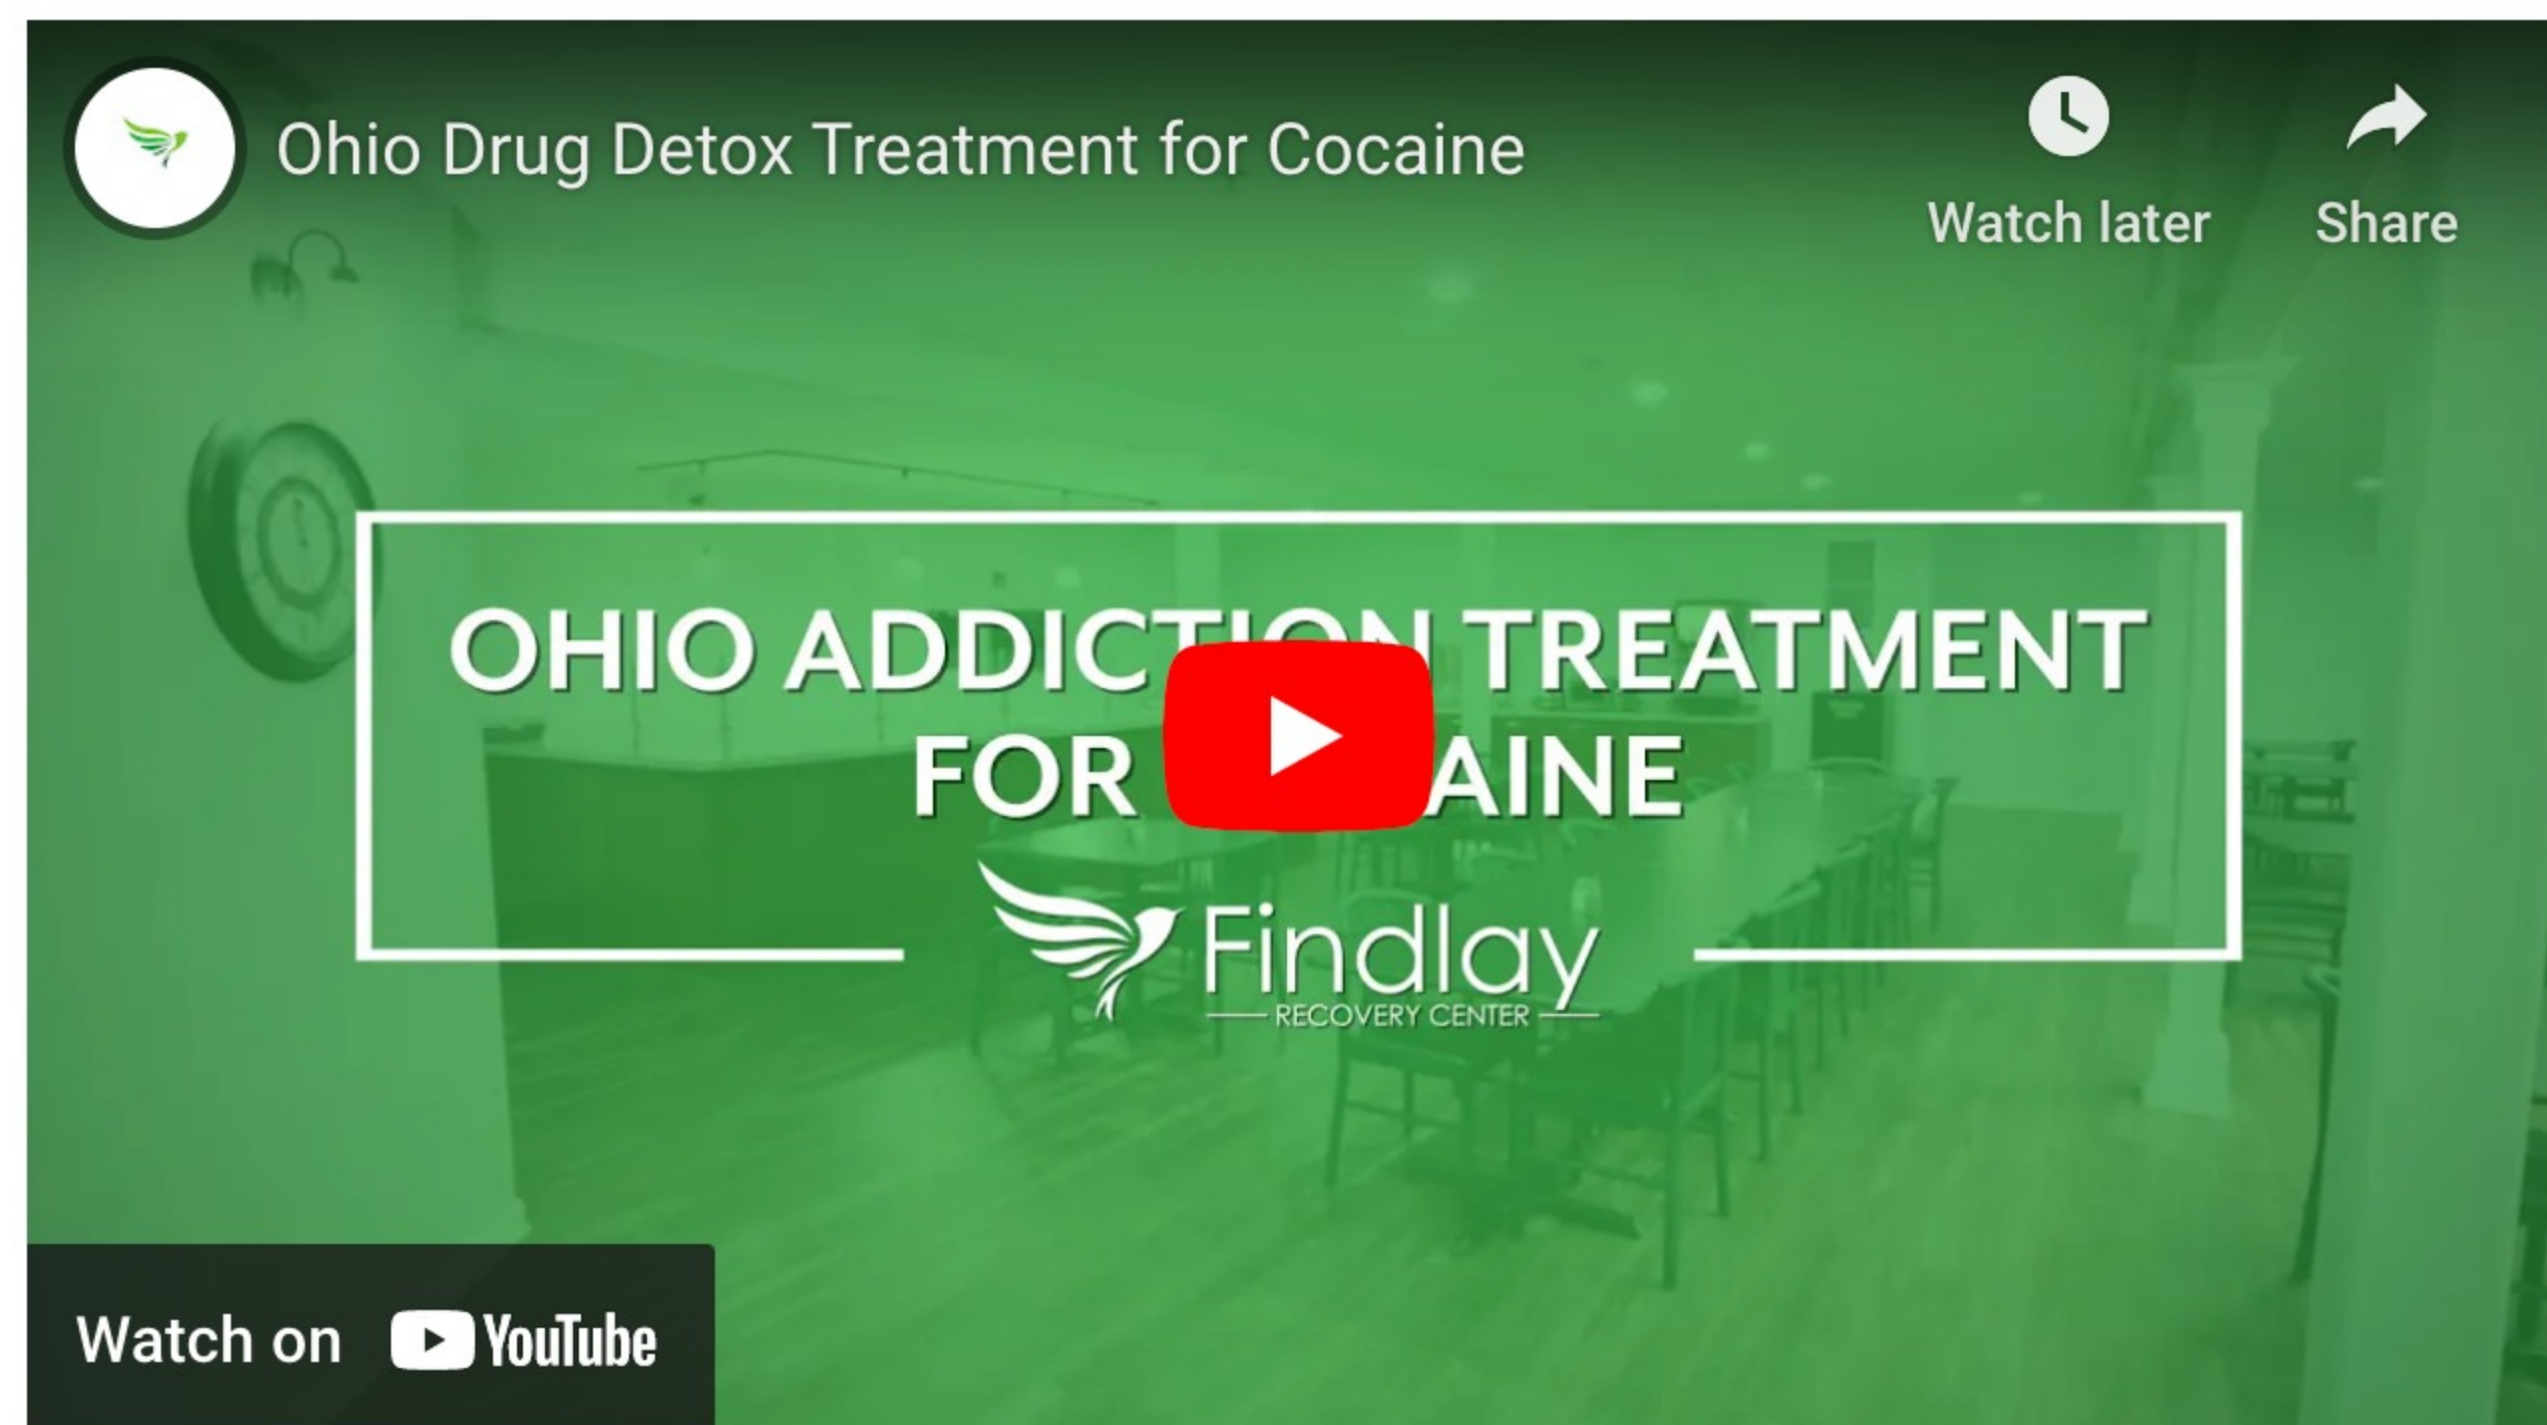 Ohio Drug Detox Treatment for Cocaine
Watch later
Share
OHIO ADDICTION TREATMENT
FOR AINE
Findlay
RECOVERY CENTER
Watch on YouTube